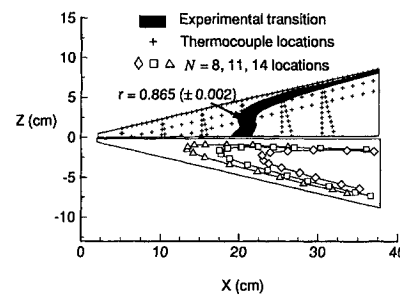 Experimental transition
Thermocouple locations
N = 8, 11, 14 locations
r = 0.865 (± 0.002)
Z (cm)
15
10
5
0
-5
-10
0 10 20 30 40
X (cm)